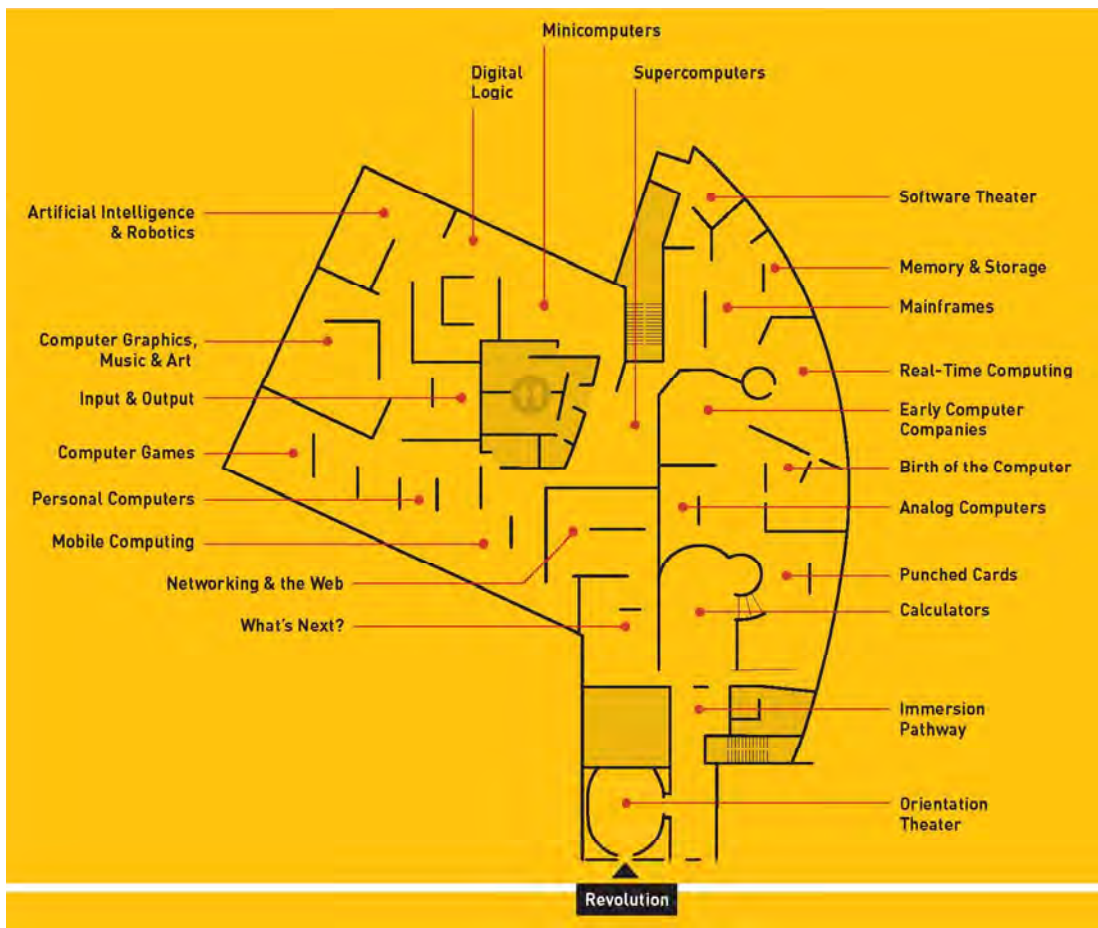 Minicomputers
Digital
Logic
Supercomputers
Artificial Intelligence
& Robotics
Computer Graphics,
Music & Art
Input & Output
Computer Games
Personal Computers
Mobile Computing
Networking & the Web
What's Next?
Software Theater
Memory & Storage
Mainframes
Real-Time Computing
Early Computer
Companies
Birth of the Computer
Analog Computers
Punched Cards
Calculators
Immersion
Pathway
Orientation
Theater
Revolution